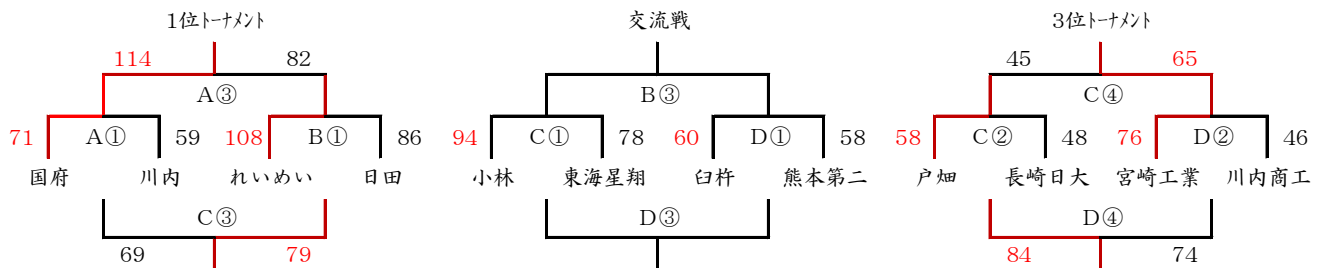 1位トーナメント 交流戦 3位トーナメント
114 82 45 65
A③ B③ C④
71 A① 59 108 B① 86 94 C① 78 60 D① 58 58 C② 48 76 D② 46
国府 川内 れいめい 日田 小林 東海星翔 臼杵 熊本第二 戸畑 長崎日大 宮崎工業 川内商工
C③ D③ D④
69 79 84 74